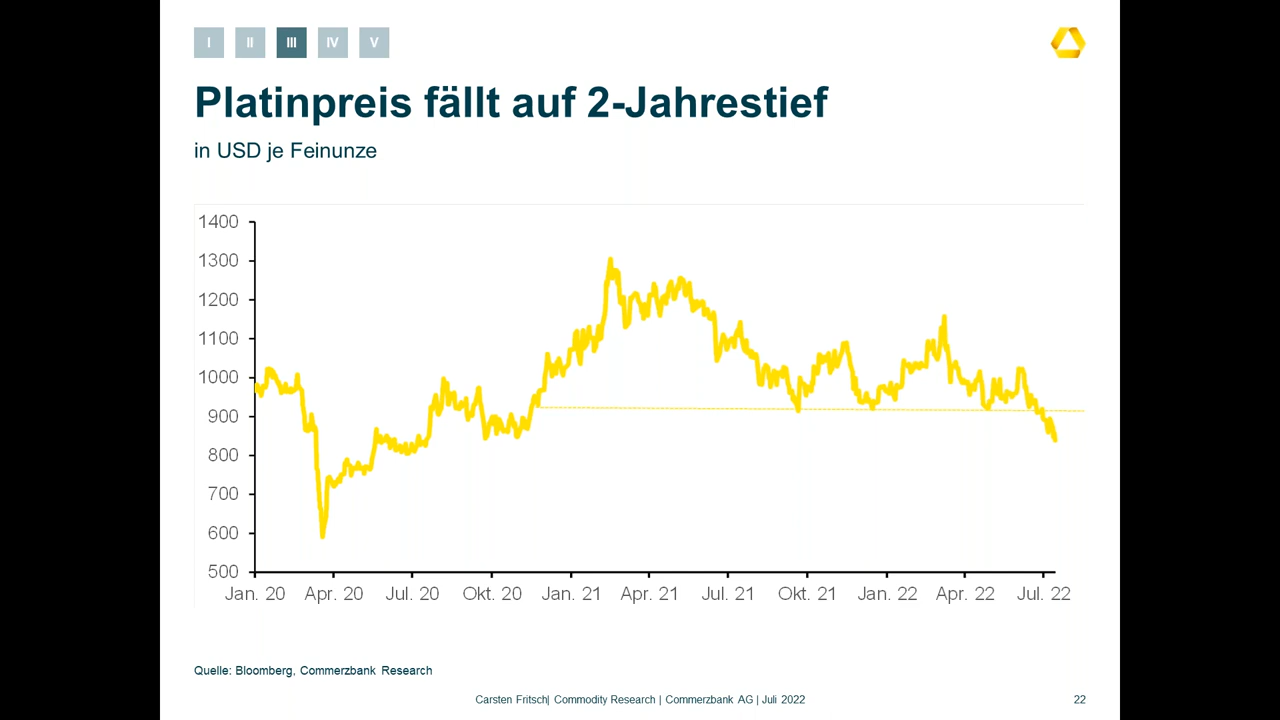 I II III IV V
Platinpreis fällt auf 2-Jahrestief
in USD je Feinunze
1400
1300
1200
1100
1000
900
800
700
600
500
Jan. 20 Apr. 20 Jul. 20 Okt. 20 Jan. 21 Apr. 21 Jul. 21 Okt. 21 Jan. 22 Apr. 22 Jul. 22
Quelle: Bloomberg, Commerzbank Research
Carsten Fritsch| Commodity Research | Commerzbank AG | Juli 2022 22